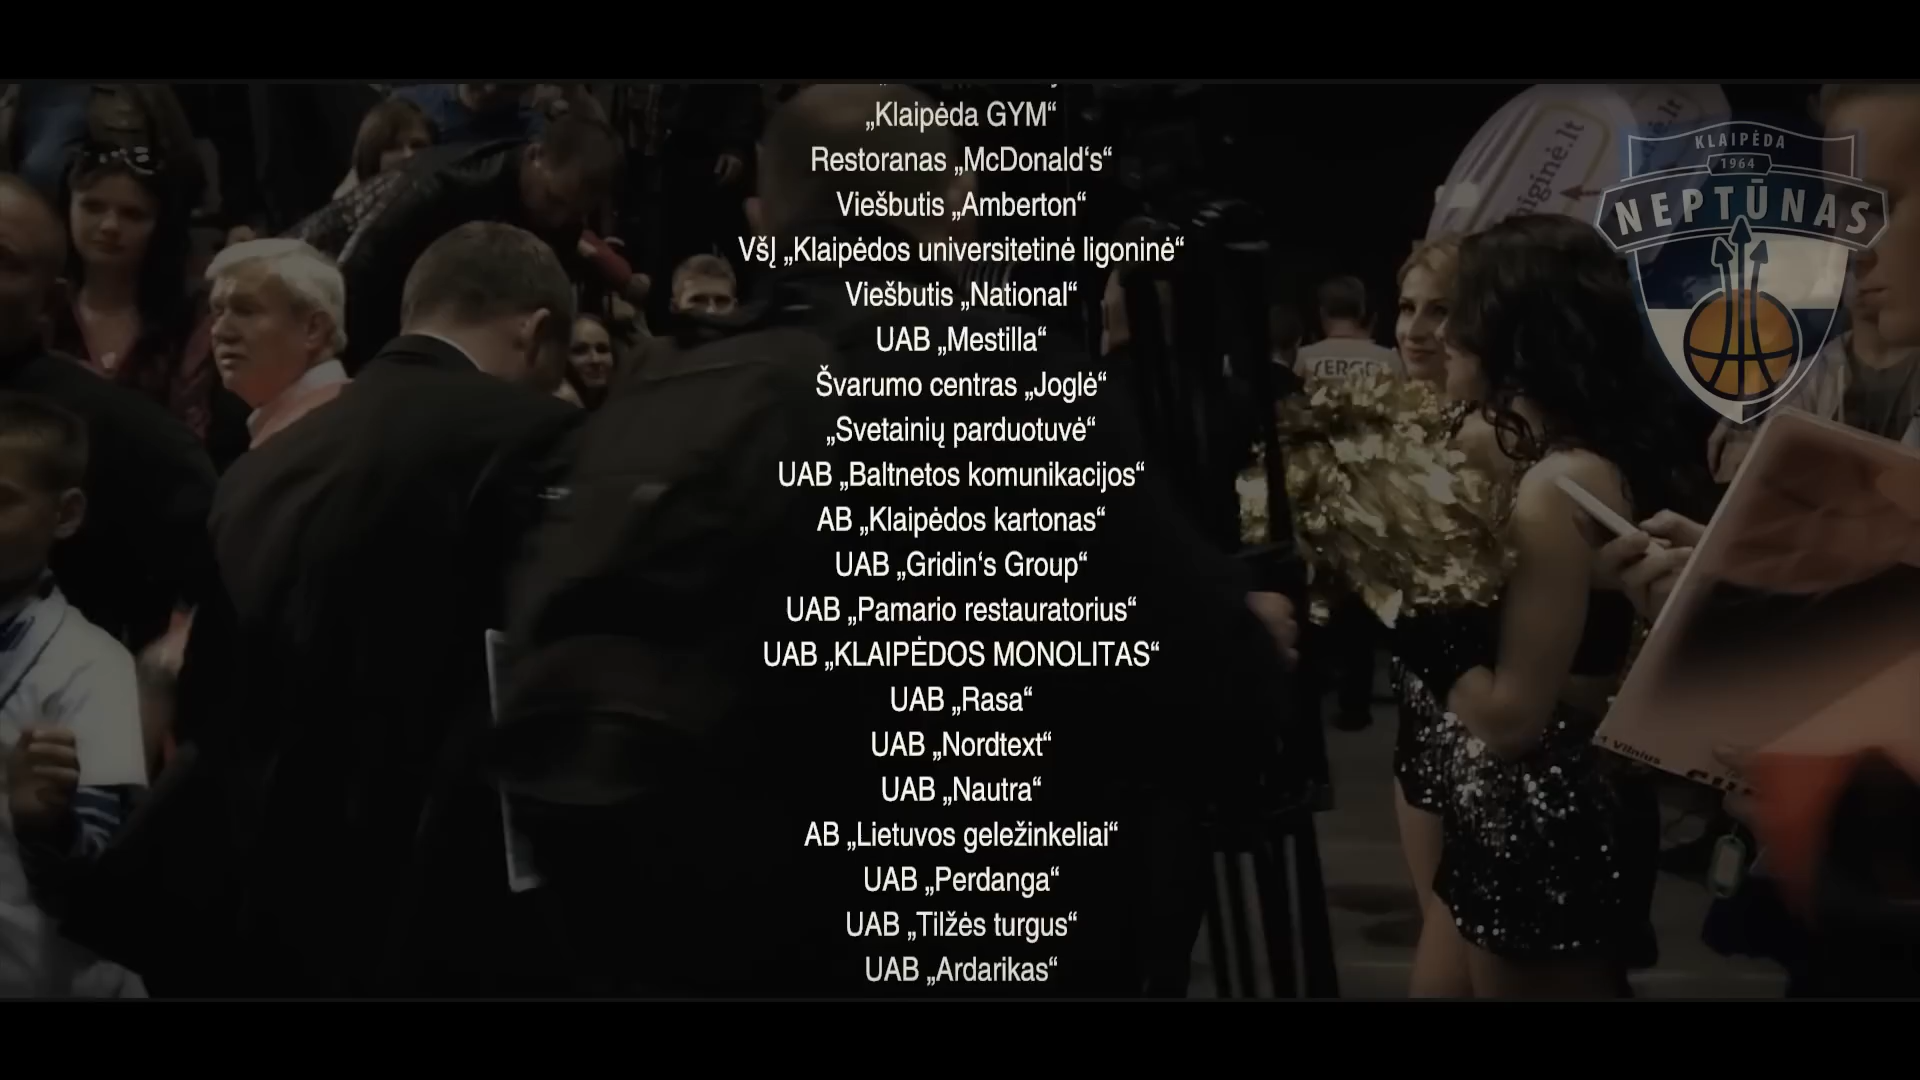 „Klaipėda GYM“
Restoranas „McDonald‘s“
Viešbutis „Amberton“
VšĮ „Klaipėdos universitetinė ligoninė“
Viešbutis „National“
UAB „Mestilla“
Švarumo centras „Joglė“
„Svetainių parduotuvė“
UAB „Baltnetos komunikacijos“
AB „Klaipėdos kartonas“
UAB „Gridin‘s Group“
UAB „Pamario restauratorius“
UAB „KLAIPĖDOS MONOLITAS“
UAB „Rasa“
UAB „Nordtext“
UAB „Nautra“
AB „Lietuvos geležinkeliai“
UAB „Perdanga“
UAB „Tilžės turgus“
UAB „Ardarikas“
KLAIPĖDA
1964
NEPTŪNAS
Vilnius